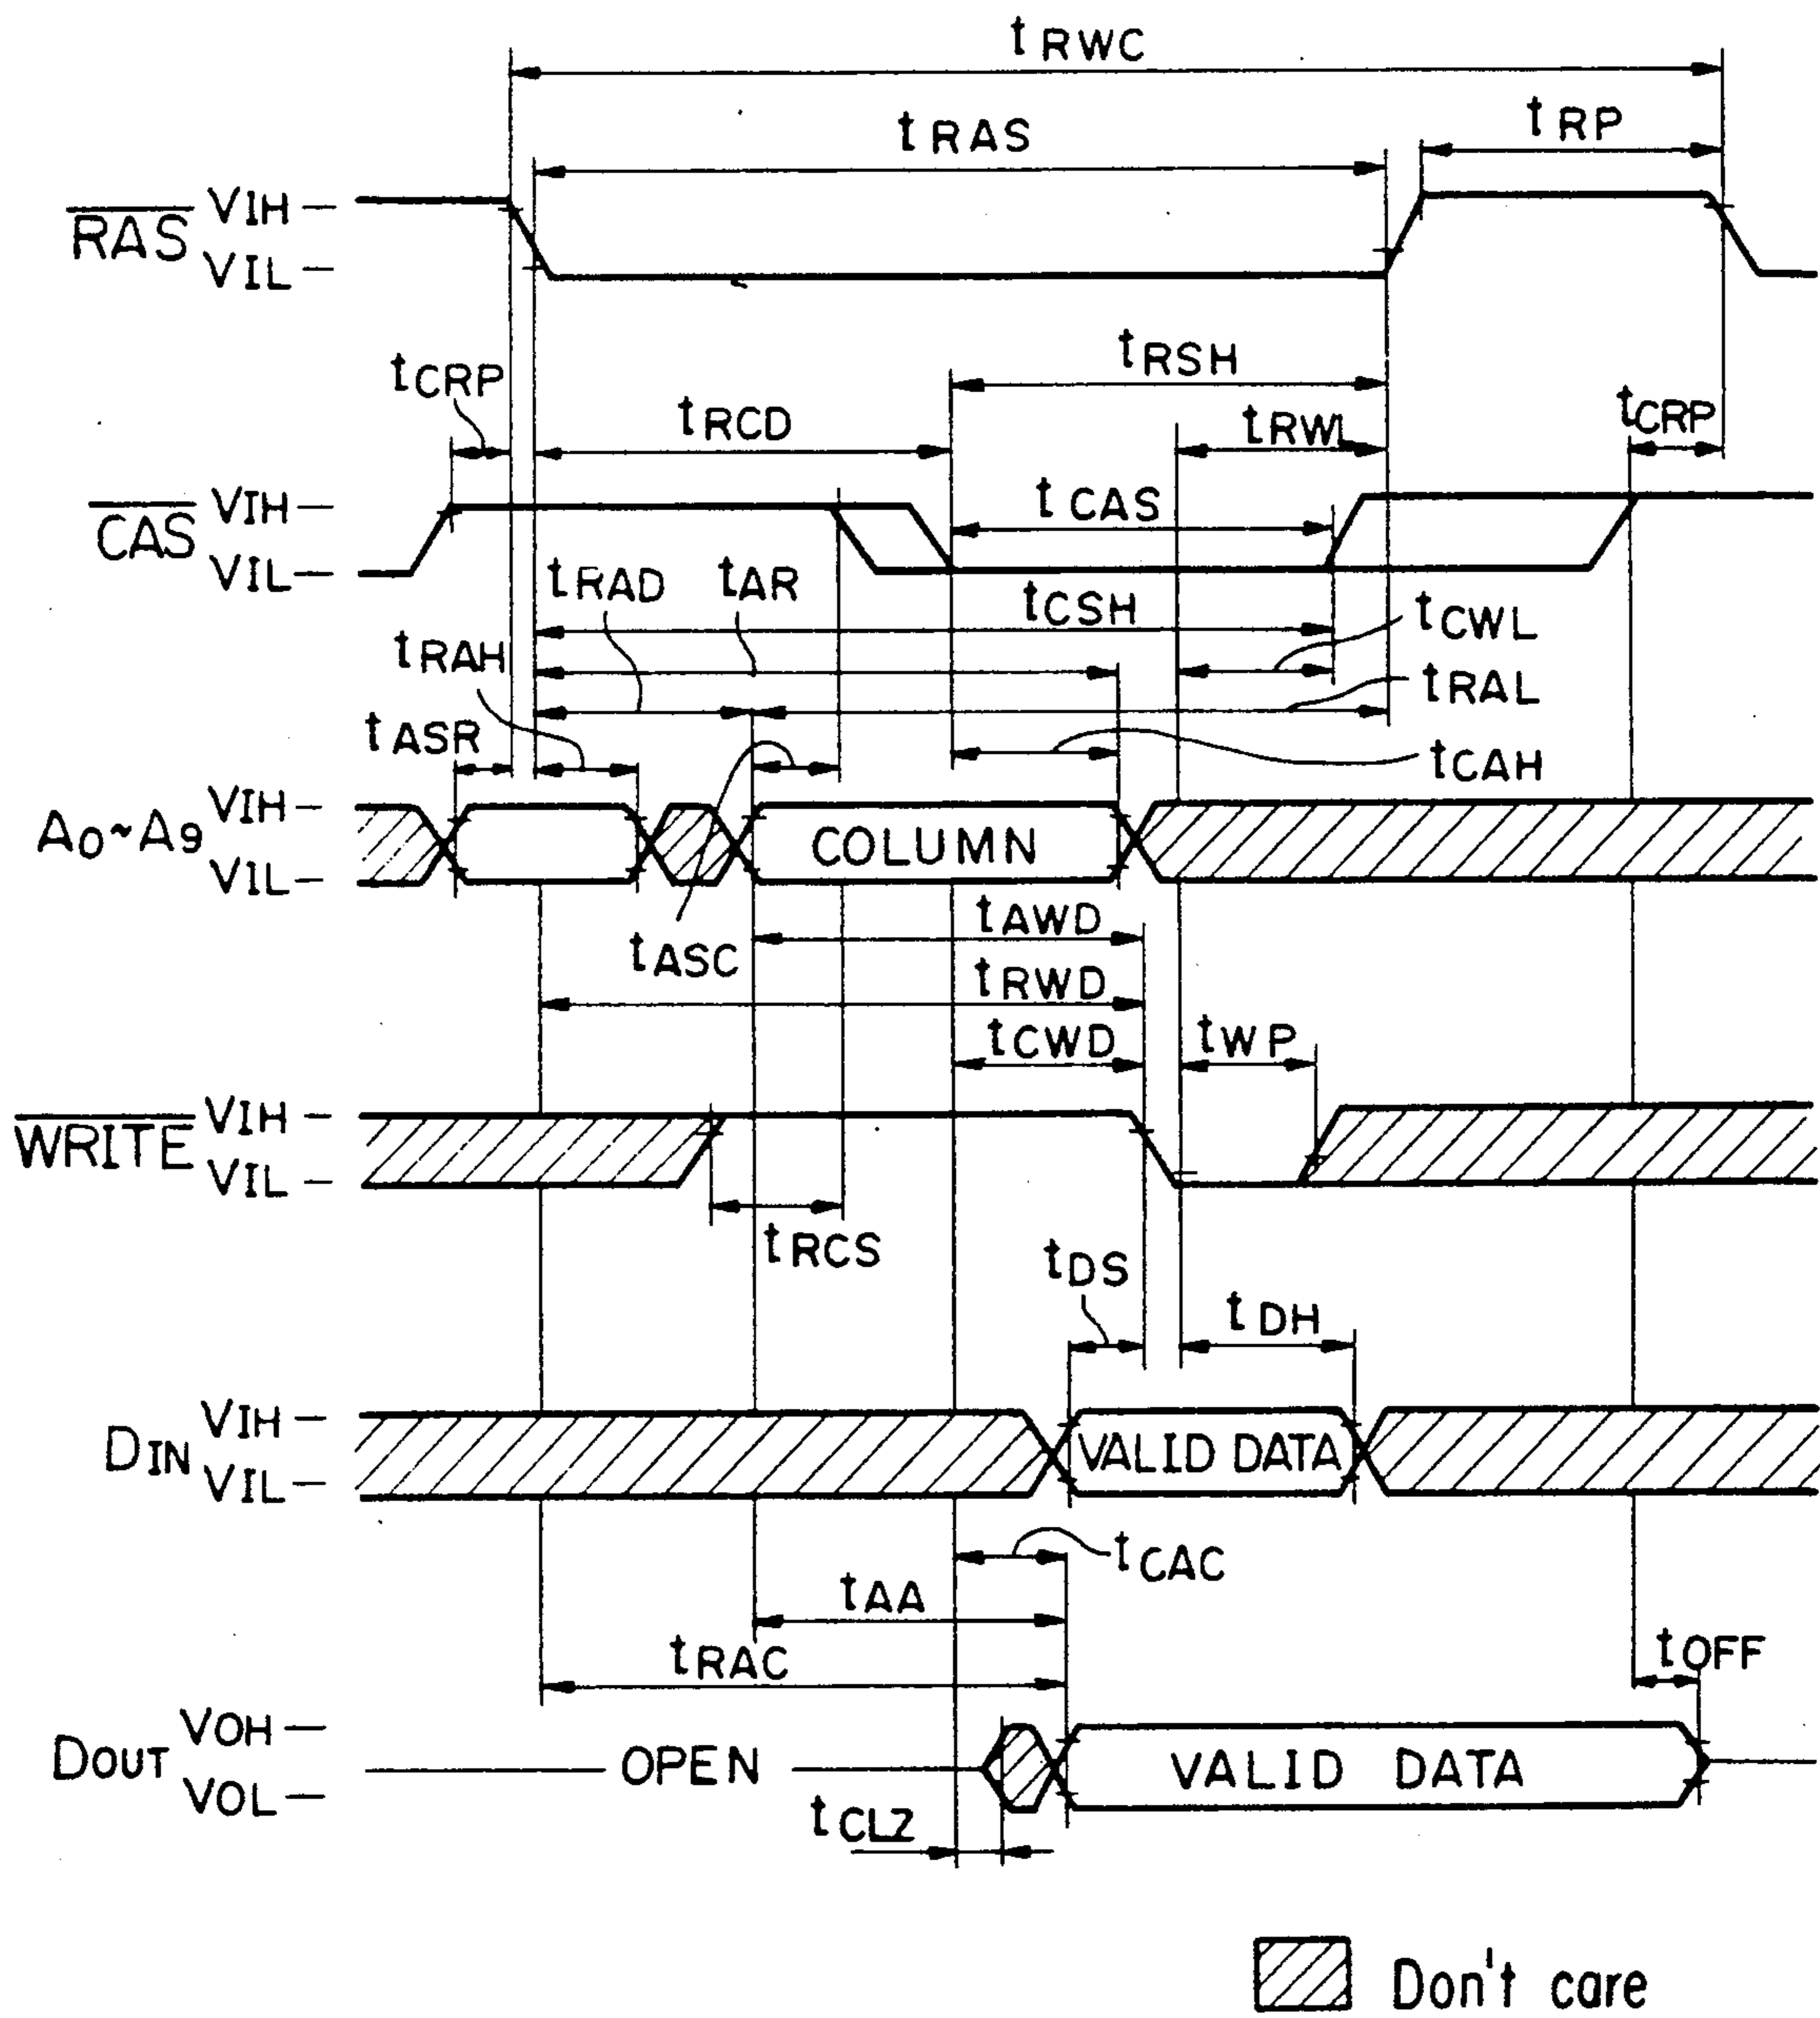 tRWC
tRAS
tRP
RAS VIH
VIL
tRSH
tCRP
tRCD
tRWL
tCRP
CAS VIH
VIL
tCAS
tRAD
tAR
tCSH
tCWL
tRAH
tRAL
tASR
tCAH
A0~A9 VIH
VIL
COLUMN
tASC
tAWD
tRWD
tCWD
tWP
WRITE VIH
VIL
tRCS
tDS
tDH
DIN VIH
VIL
VALID DATA
tCAC
tAA
tRAC
tOFF
DOUT VOH
VOL
OPEN
VALID DATA
tCLZ
Don't care